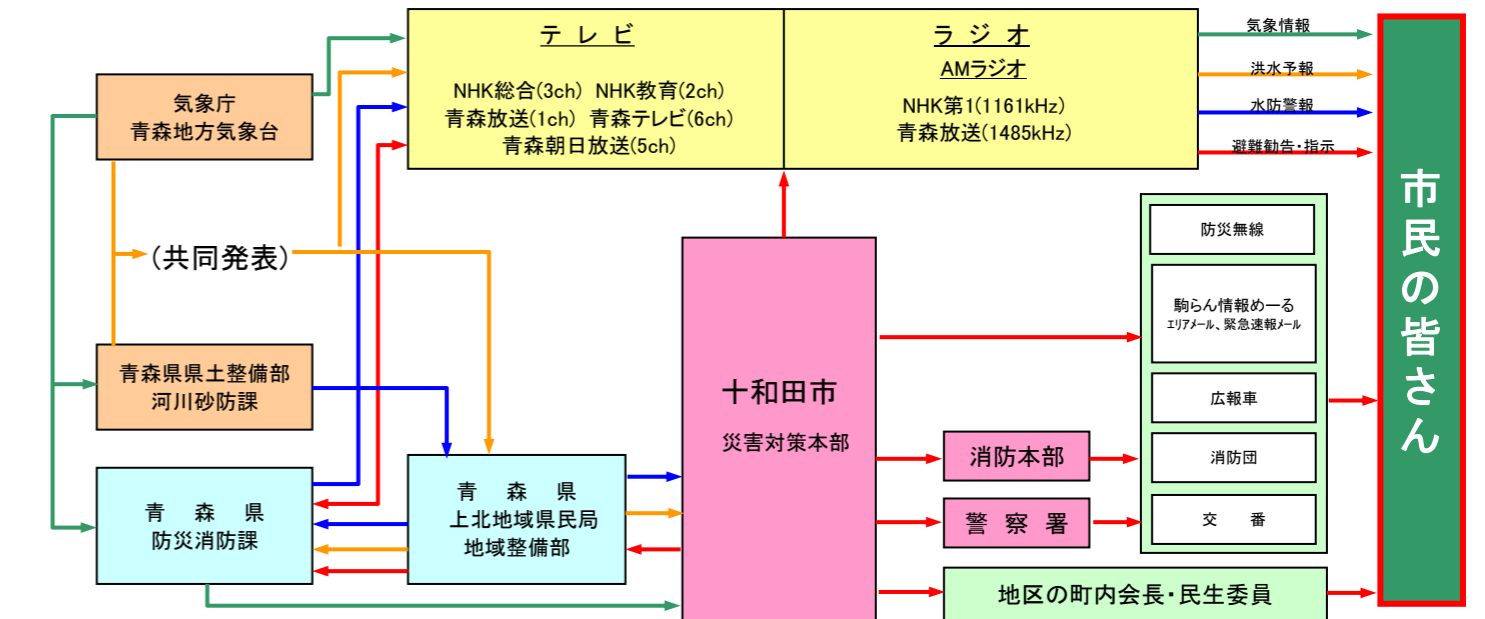 テ レ ビ
NHK総合(3ch) NHK教育(2ch)
青森放送(1ch) 青森テレビ(6ch)
青森朝日放送(5ch)
ラ ジ オ
AMラジオ
NHK第1(1161kHz)
青森放送(1485kHz)
気象情報
洪水予報
水防警報
避難勧告・指示
市民の皆さん
気象庁
青森地方気象台
(共同発表)
青森県県土整備部
河川砂防課
青 森 県
防災消防課
青 森 県
上北地域県民局
地域整備部
十和田市
災害対策本部
消防本部
警 察 署
防災無線
駒らん情報めーる
エリアメール、緊急速報メール
広報車
消防団
交 番
地区の町内会長・民生委員